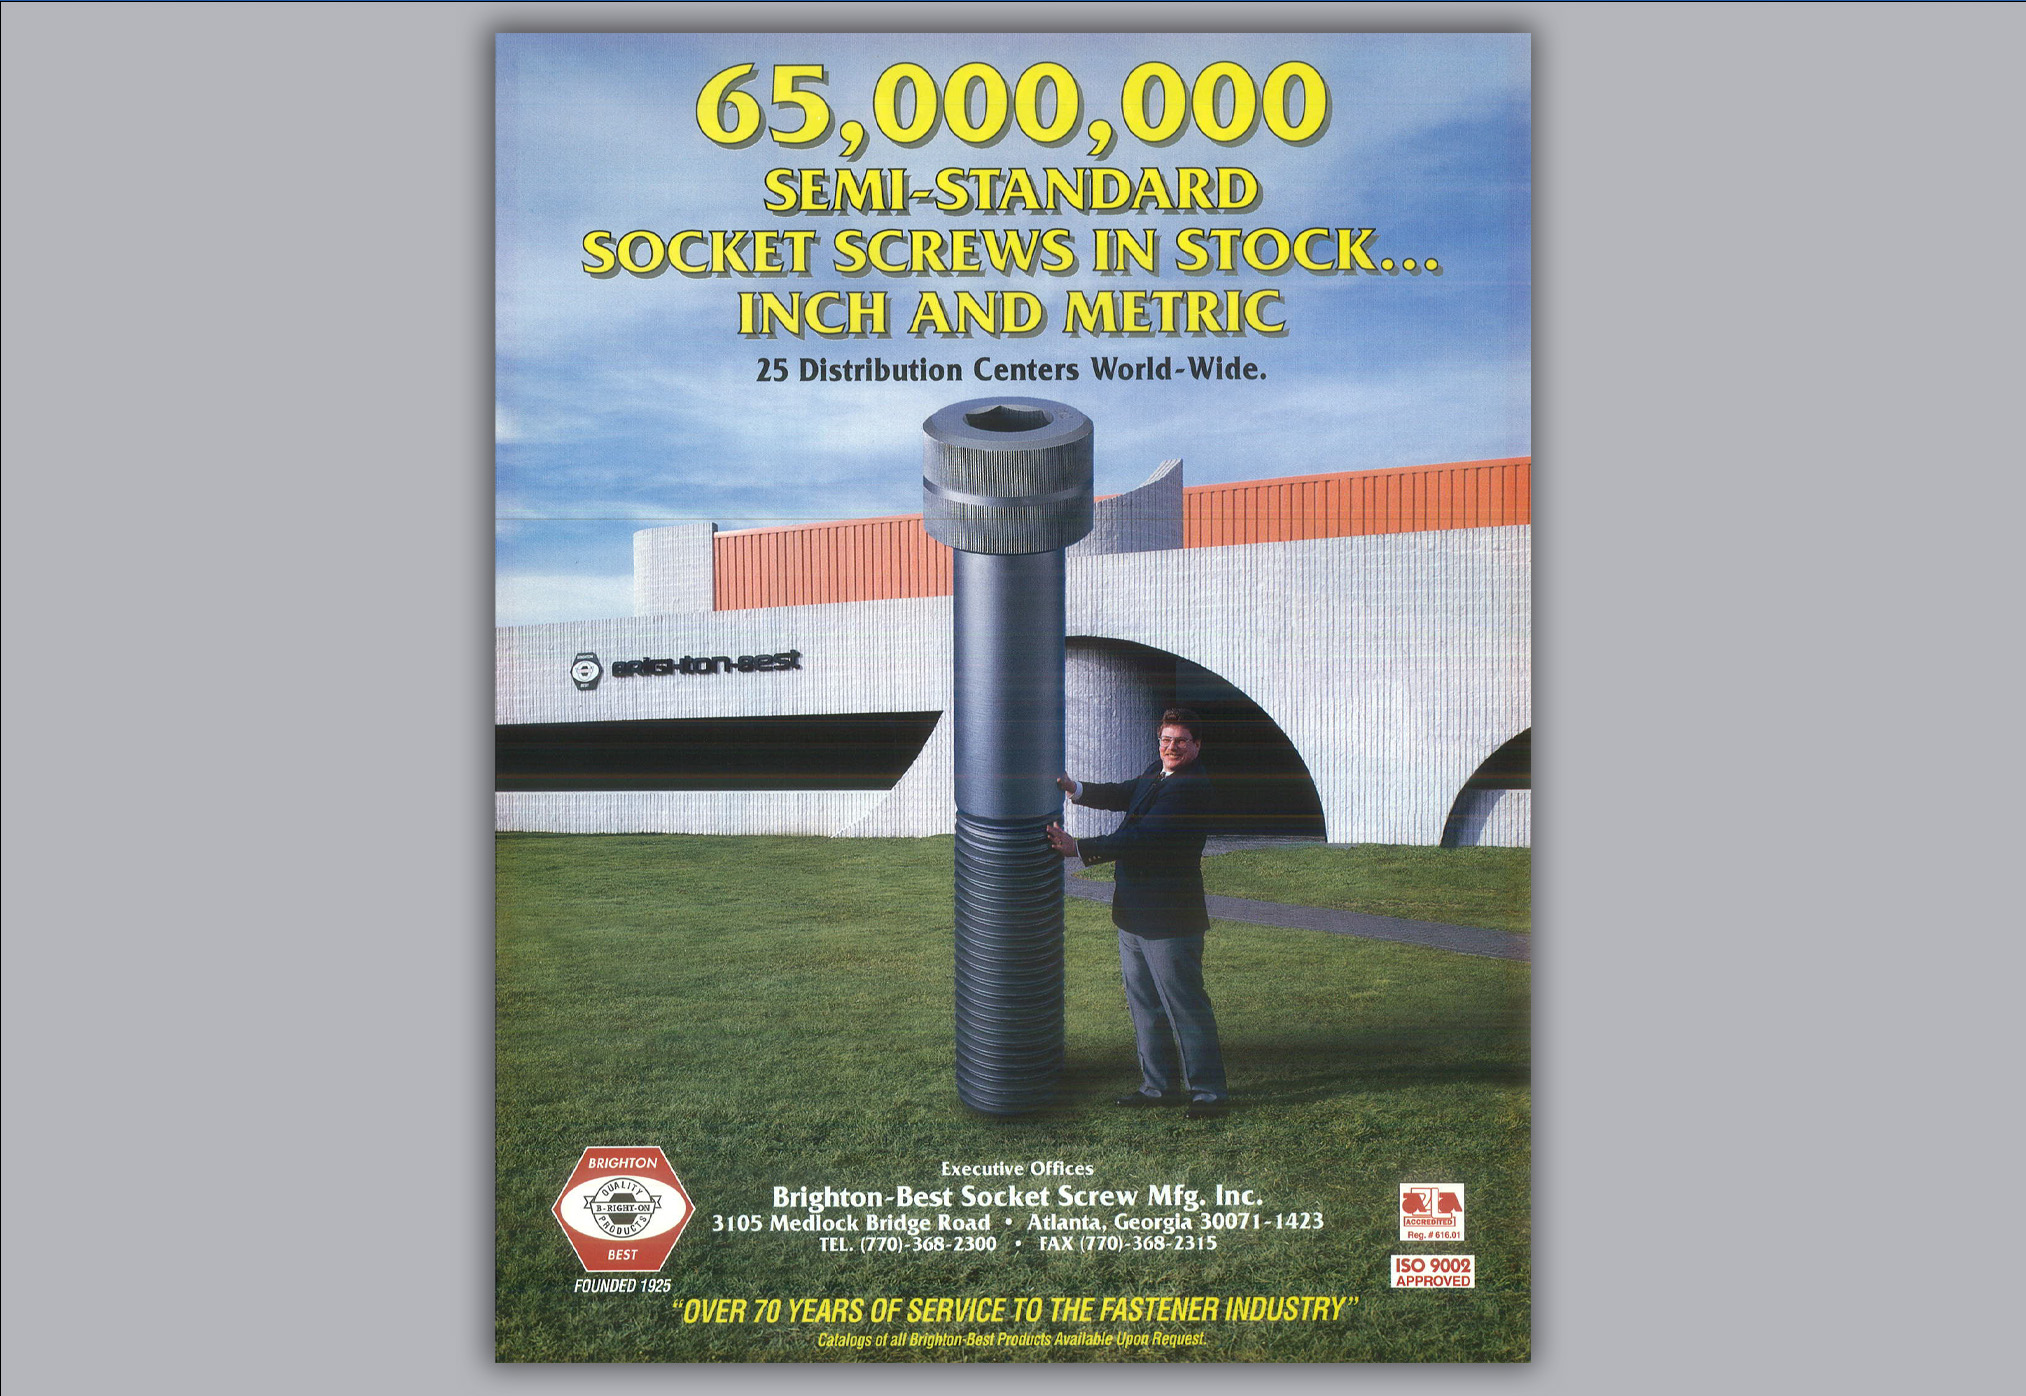 65,000,000
SEMI-STANDARD
SOCKET SCREWS IN STOCK...
INCH AND METRIC
25 Distribution Centers World-Wide.
BRIGHTON-BEST
Executive Offices
Brighton-Best Socket Screw Mfg. Inc.
3105 Medlock Bridge Road • Atlanta, Georgia 30071-1423
TEL. (770)-368-2300 • FAX (770)-368-2315
BRIGHTON
QUALITY
B-RIGHT-ON
PRODUCTS
BEST
FOUNDED 1925
a2la
ACCREDITED
Reg. # 616.01
ISO 9002
APPROVED
"OVER 70 YEARS OF SERVICE TO THE FASTENER INDUSTRY"
Catalogs of all Brighton-Best Products Available Upon Request.